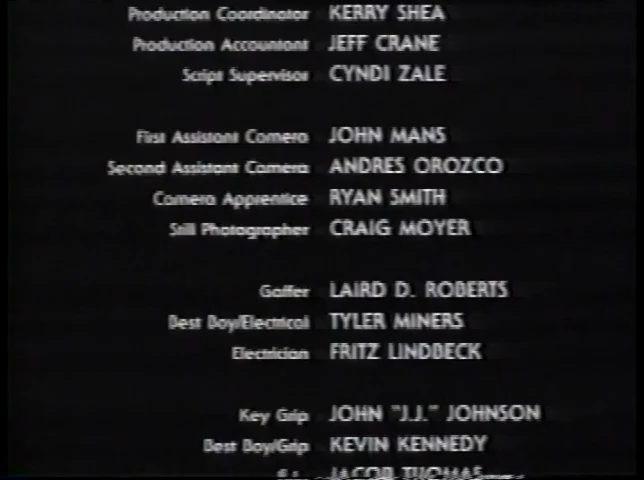 Production Coordinator KERRY SHEA
Production Accountant JEFF CRANE
Script Supervisor CYNDI ZALE
First Assistant Camera JOHN MANS
Second Assistant Camera ANDRES OROZCO
Camera Apprentice RYAN SMITH
Still Photographer CRAIG MOYER
Gaffer LAIRD D. ROBERTS
Best Boy/Electrical TYLER MINERS
Electrician FRITZ LINDBECK
Key Grip JOHN "J.J." JOHNSON
Best Boy/Grip KEVIN KENNEDY
JACOB THOMAS